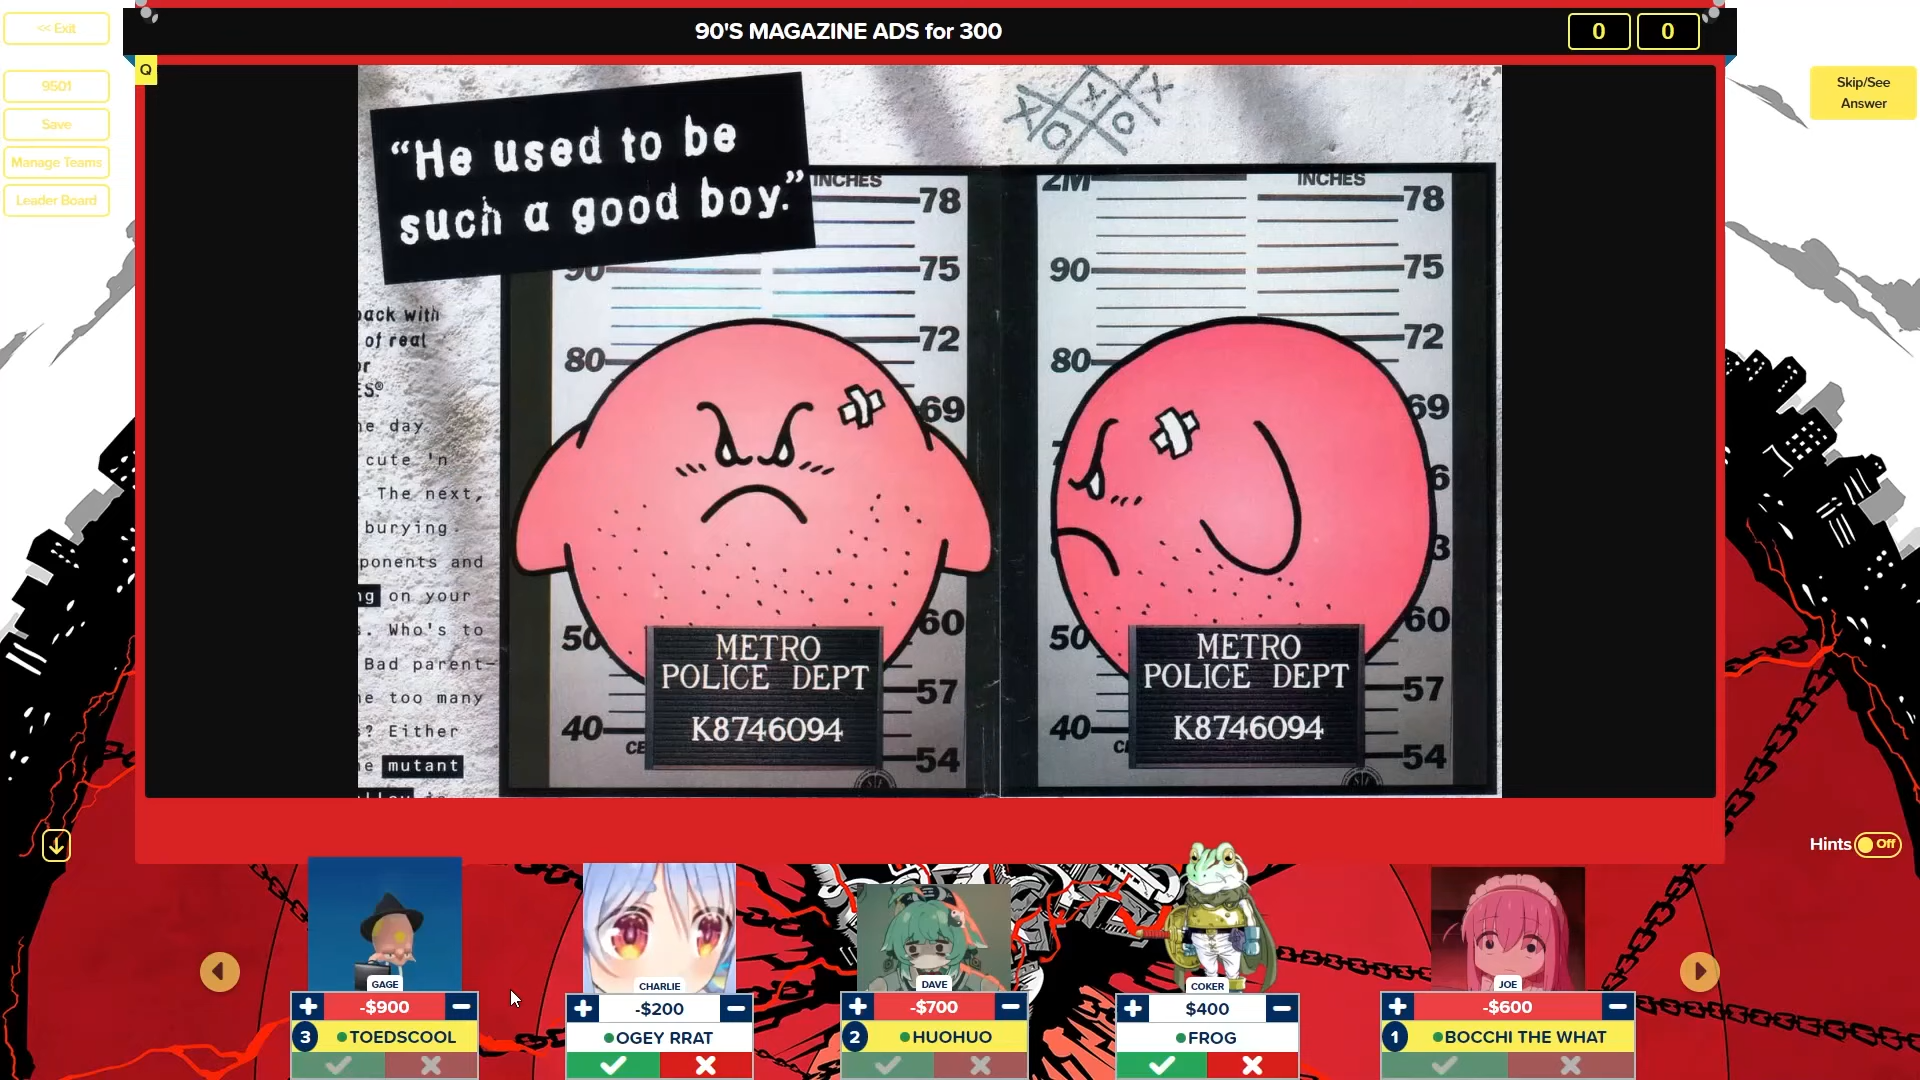 << Exit
9501
Save
Manage Teams
Leader Board
90'S MAGAZINE ADS for 300
0 0
Skip/See
Answer
Q
“He used to be
such a good boy.”
back with
of real
ES®
day
cute 'n
The next,
burying
on your
Who's to
Bad parent-
too many
? Either
mutant
INCHES
78
75
90
72
80
69
60
50
57
40
54
METRO
POLICE DEPT
K8746094
2M
INCHES
78
90
75
72
80
69
60
50
57
40
54
METRO
POLICE DEPT
K8746094
X X X
O O
Hints Off
GAGE
+ -$900 −
3 TOEDSCOOL
CHARLIE
+ -$200 −
OGEY RRAT
DAVE
+ -$700 −
2 HUOHUO
COKER
+ $400 −
FROG
JOE
+ -$600 −
1 BOCCHI THE WHAT